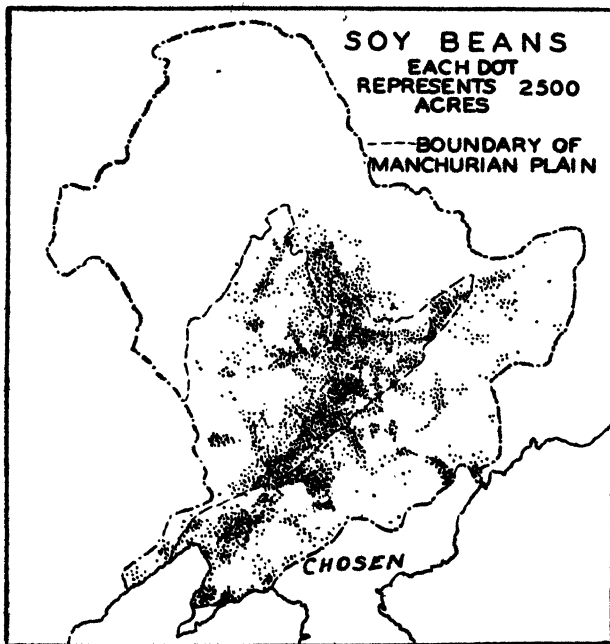 SOY BEANS
EACH DOT
REPRESENTS 2500
ACRES
BOUNDARY OF
MANCHURIAN PLAIN
CHOSEN